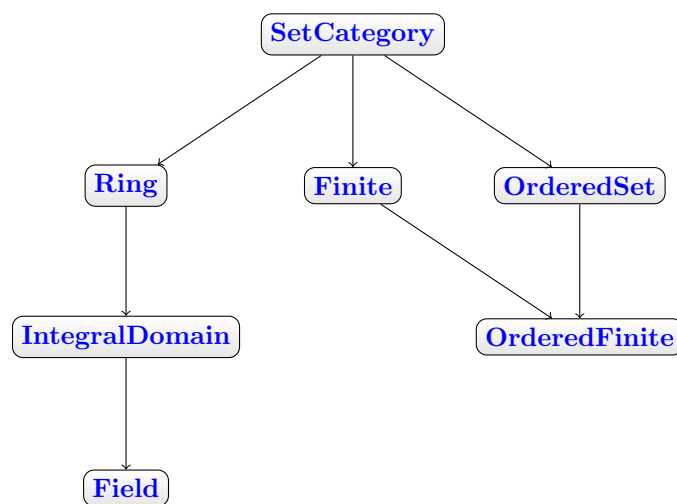 SetCategory
Ring
Finite
OrderedSet
IntegralDomain
OrderedFinite
Field